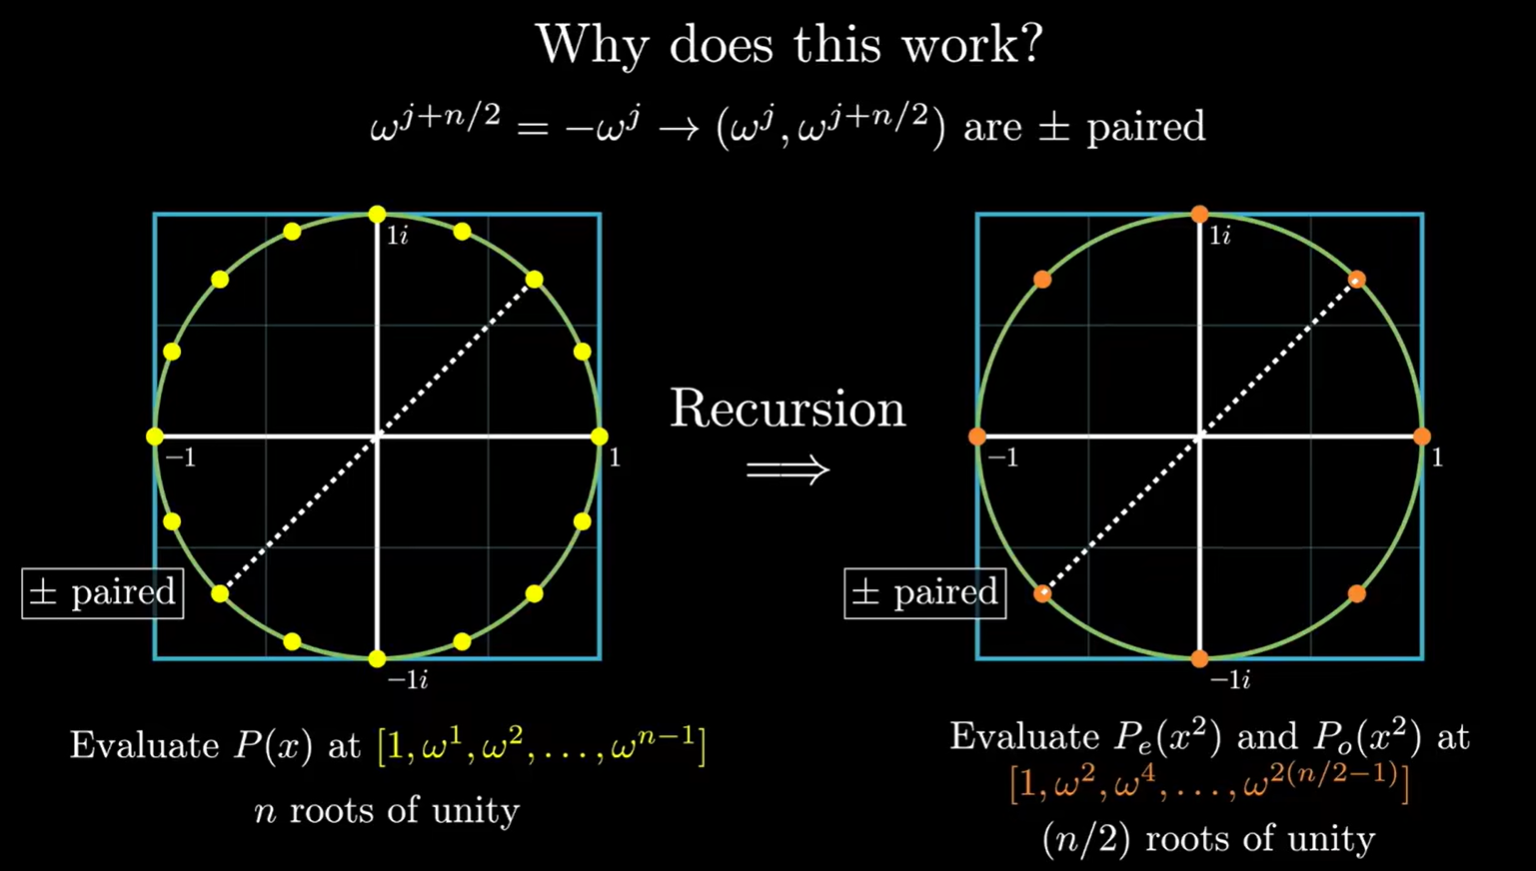 Why does this work?
ω^{j+n/2} = −ω^j → (ω^j, ω^{j+n/2}) are ± paired
1i
−1
1
± paired
−1i
Evaluate P(x) at [1, ω^1, ω^2, . . . , ω^{n−1}]
n roots of unity
Recursion
⟹
1i
−1
1
± paired
−1i
Evaluate P_e(x^2) and P_o(x^2) at
[1, ω^2, ω^4, . . . , ω^{2(n/2−1)}]
(n/2) roots of unity